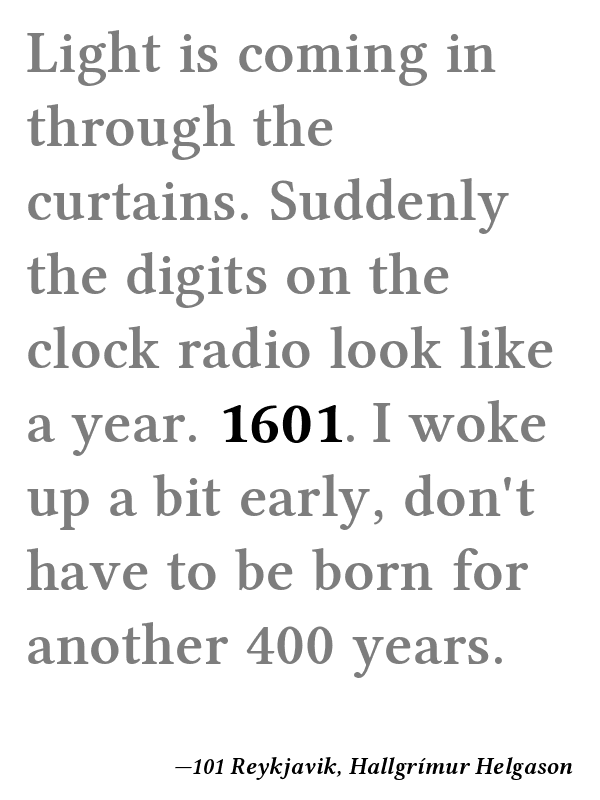 Light is coming in
through the
curtains. Suddenly
the digits on the
clock radio look like
a year. 1601. I woke
up a bit early, don't
have to be born for
another 400 years.
—101 Reykjavik, Hallgrímur Helgason